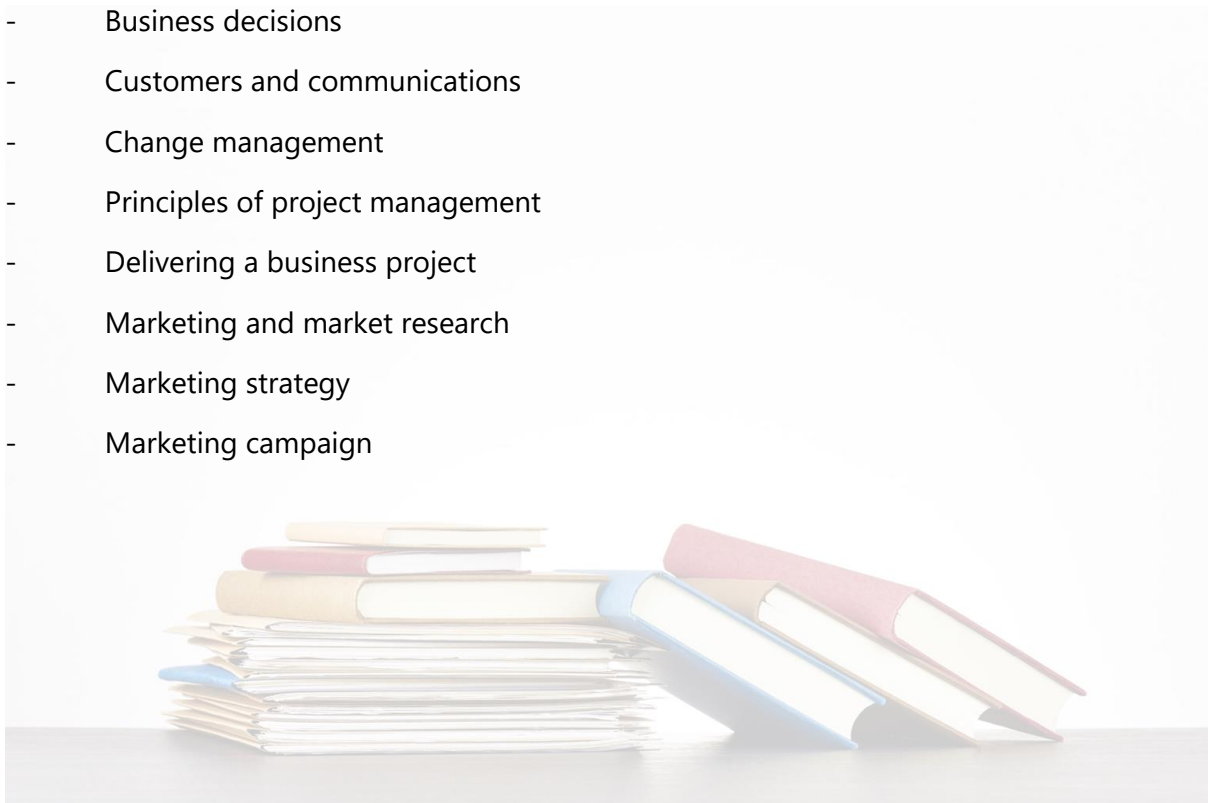 - Business decisions
- Customers and communications
- Change management
- Principles of project management
- Delivering a business project
- Marketing and market research
- Marketing strategy
- Marketing campaign